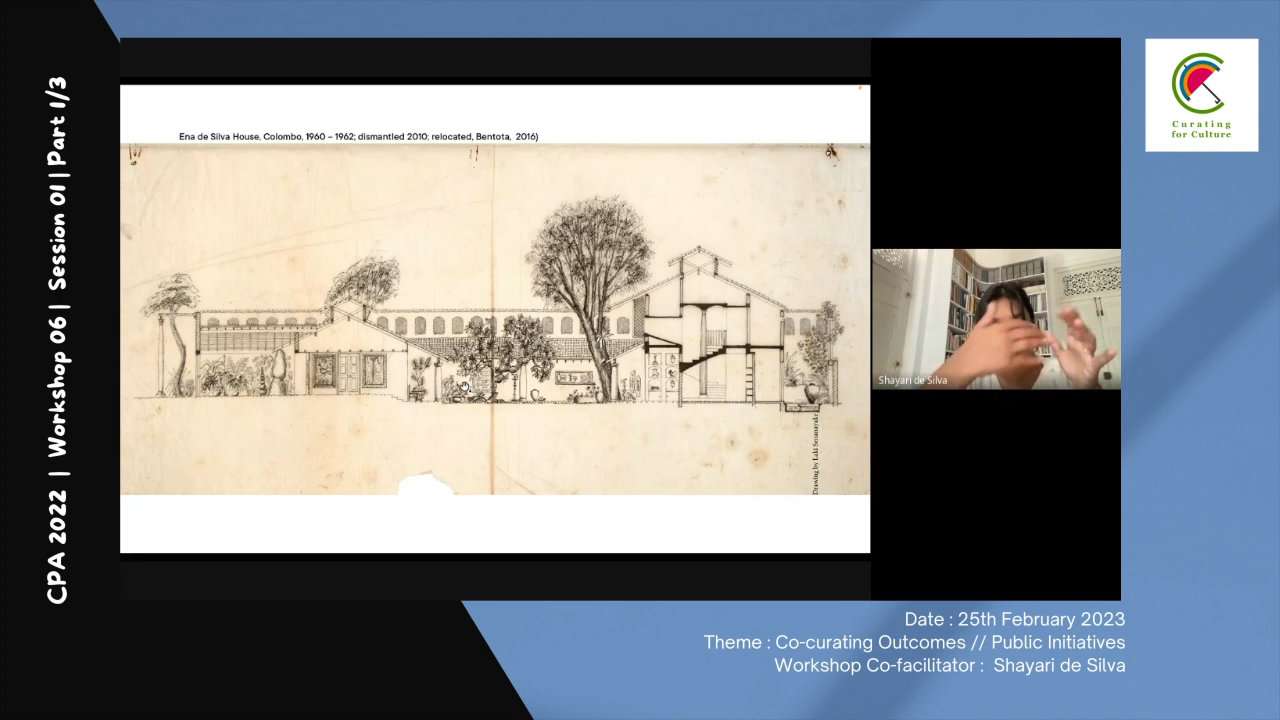 CPA 2022 | Workshop 06 | Session 01 | Part 1/3
Ena de Silva House, Colombo, 1960 – 1962; dismantled 2010; relocated, Bentota, 2016)
Drawing by Laki Senanayake
Shayari de Silva
Curating
for Culture
Date : 25th February 2023
Theme : Co-curating Outcomes // Public Initiatives
Workshop Co-facilitator : Shayari de Silva